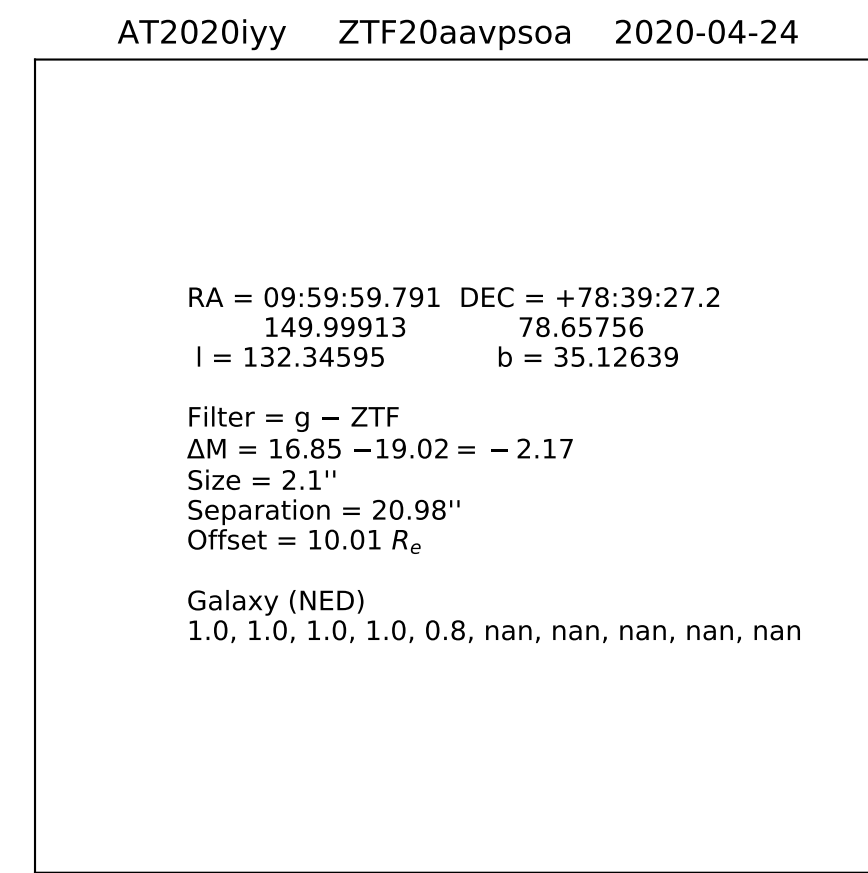 AT2020iyy ZTF20aavpsoa 2020-04-24
RA = 09:59:59.791 DEC = +78:39:27.2
149.99913 78.65756
l = 132.34595 b = 35.12639
Filter = g − ZTF
ΔM = 16.85 −19.02 = −2.17
Size = 2.1''
Separation = 20.98''
Offset = 10.01 Rₑ
Galaxy (NED)
1.0, 1.0, 1.0, 1.0, 0.8, nan, nan, nan, nan, nan